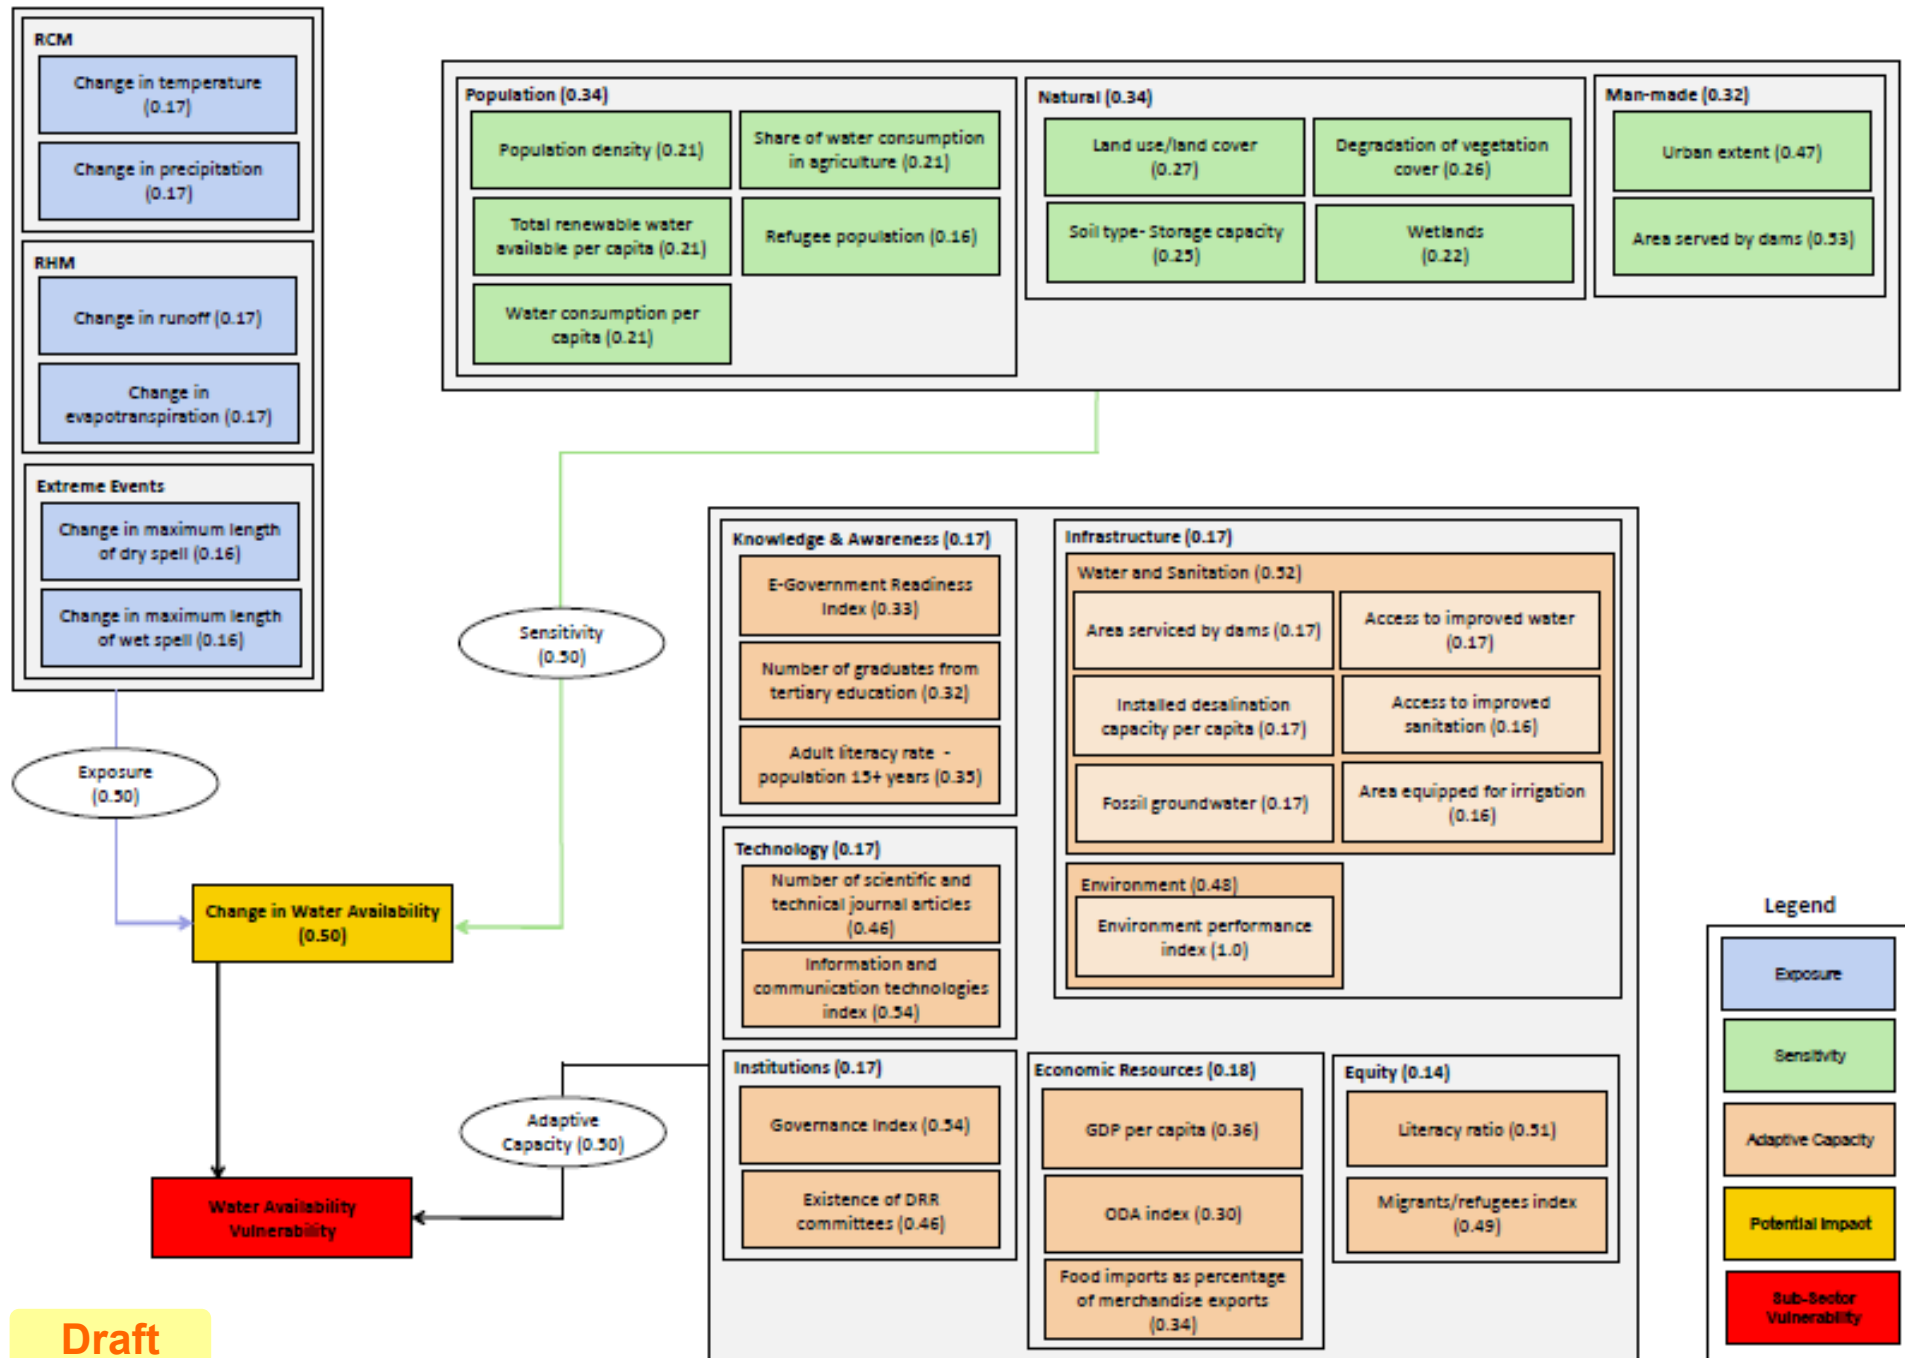 RCM
Change in temperature
(0.17)
Change in precipitation
(0.17)
RHM
Change in runoff (0.17)
Change in
evapotranspiration (0.17)
Extreme Events
Change in maximum length
of dry spell (0.16)
Change in maximum length
of wet spell (0.16)
Population (0.34)
Population density (0.21)
Share of water consumption
in agriculture (0.21)
Total renewable water
available per capita (0.21)
Refugee population (0.16)
Water consumption per
capita (0.21)
Natural (0.34)
Land use/land cover
(0.27)
Degradation of vegetation
cover (0.26)
Soil type- Storage capacity
(0.25)
Wetlands
(0.22)
Man-made (0.32)
Urban extent (0.47)
Area served by dams (0.53)
Sensitivity
(0.50)
Exposure
(0.50)
Change in Water Availability
(0.50)
Adaptive
Capacity (0.50)
Water Availability
Vulnerability
Knowledge & Awareness (0.17)
E-Government Readiness
Index (0.33)
Number of graduates from
tertiary education (0.32)
Adult literacy rate -
population 15+ years (0.35)
Technology (0.17)
Number of scientific and
technical journal articles
(0.46)
Information and
communication technologies
index (0.54)
Institutions (0.17)
Governance Index (0.54)
Existence of DRR
committees (0.46)
Infrastructure (0.17)
Water and Sanitation (0.52)
Area serviced by dams (0.17)
Access to improved water
(0.17)
Installed desalination
capacity per capita (0.17)
Access to improved
sanitation (0.16)
Fossil groundwater (0.17)
Area equipped for irrigation
(0.16)
Environment (0.48)
Environment performance
index (1.0)
Economic Resources (0.18)
GDP per capita (0.36)
ODA index (0.30)
Food imports as percentage
of merchandise exports
(0.34)
Equity (0.14)
Literacy ratio (0.51)
Migrants/refugees index
(0.49)
Legend
Exposure
Sensitivity
Adaptive Capacity
Potential Impact
Sub-Sector
Vulnerability
Draft